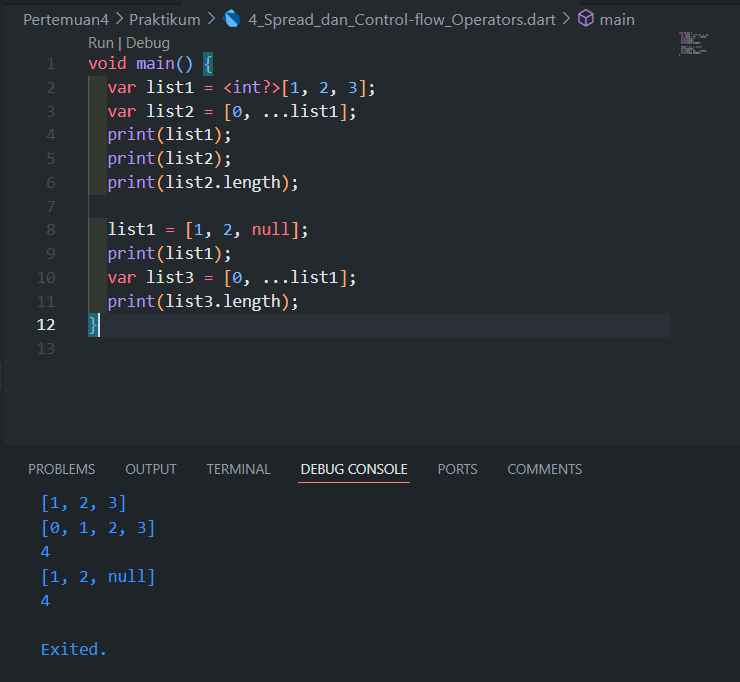 Pertemuan4 > Praktikum > 4_Spread_dan_Control-flow_Operators.dart > main
Run | Debug
1 void main() {
2 var list1 = <int?>[1, 2, 3];
3 var list2 = [0, ...list1];
4 print(list1);
5 print(list2);
6 print(list2.length);
7
8 list1 = [1, 2, null];
9 print(list1);
10 var list3 = [0, ...list1];
11 print(list3.length);
12 }
13
PROBLEMS OUTPUT TERMINAL DEBUG CONSOLE PORTS COMMENTS
[1, 2, 3]
[0, 1, 2, 3]
4
[1, 2, null]
4
Exited.